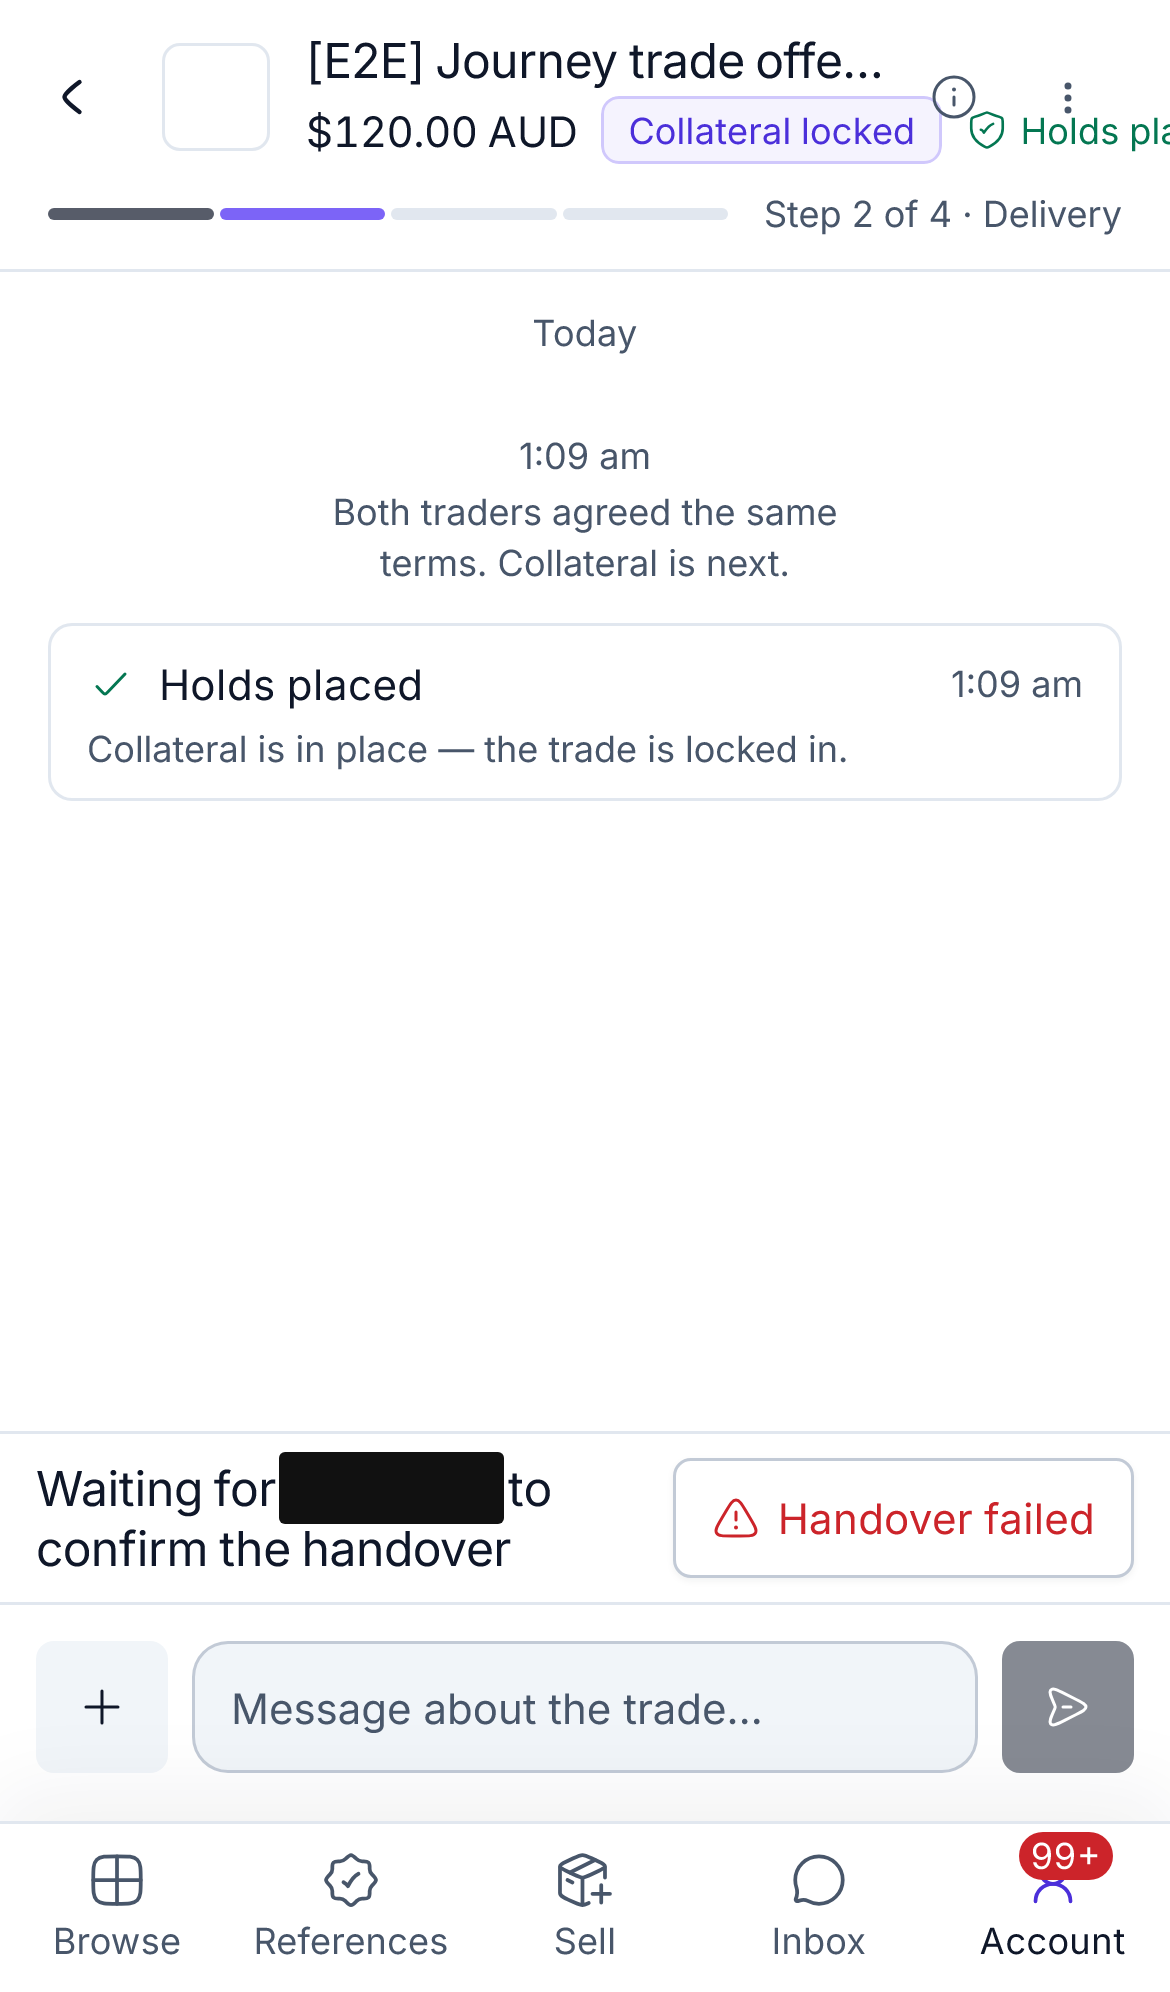 [E2E] Journey trade offe...
$120.00 AUD Collateral locked Holds pla
Step 2 of 4 · Delivery
Today
1:09 am
Both traders agreed the same
terms. Collateral is next.
Holds placed 1:09 am
Collateral is in place — the trade is locked in.
Waiting for to
confirm the handover
Handover failed
Message about the trade...
99+
Browse References Sell Inbox Account